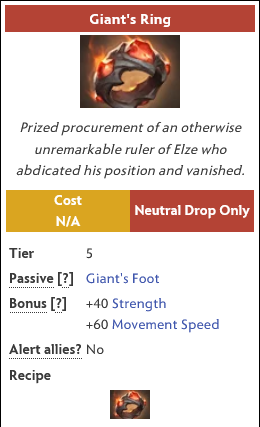 Giant's Ring
Prized procurement of an otherwise
unremarkable ruler of Elze who
abdicated his position and vanished.
Cost
N/A
Neutral Drop Only
Tier 5
Passive [?] Giant's Foot
Bonus [?] +40 Strength
+60 Movement Speed
Alert allies? No
Recipe